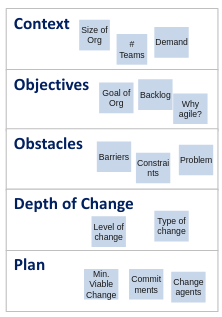 Context
Size of
Org
#
Teams
Demand
Objectives
Goal of
Org
Backlog
Why
agile?
Obstacles
Barriers
Constrai
nts
Problem
Depth of Change
Level of
change
Type of
change
Plan
Min.
Viable
Change
Commit
ments
Change
agents